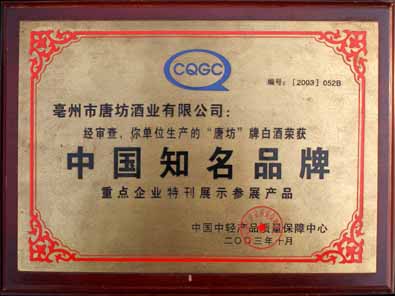 CQGC
编号:[2003]052B
亳州市唐坊酒业有限公司:
经审查,你单位生产的“唐坊”牌白酒荣获
中国知名品牌
重点企业特刊展示参展产品
中国中轻产品质量保障中心
二〇〇三年十月